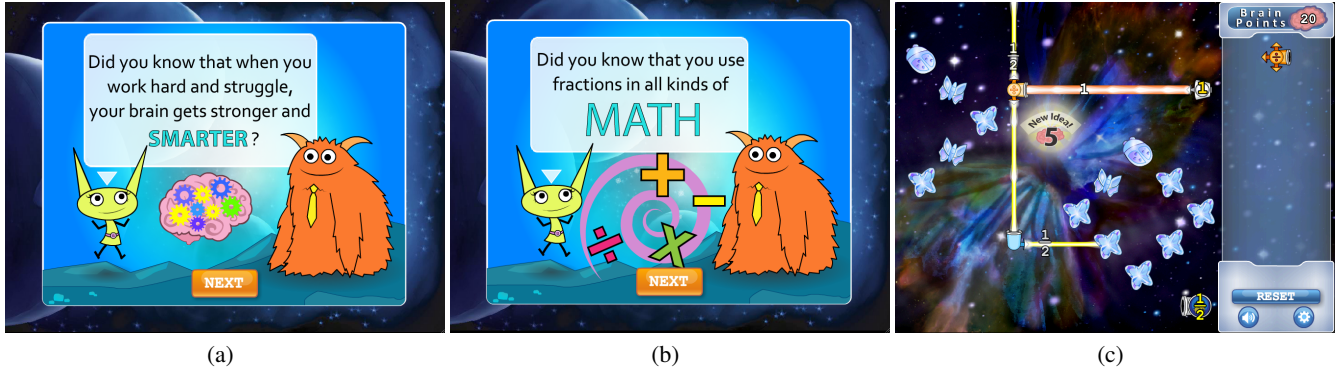 Did you know that when you
work hard and struggle,
your brain gets stronger and
SMARTER ?
NEXT
(a)
Did you know that you use
fractions in all kinds of
MATH
NEXT
(b)
Brain
Points
20
1/2
1
1
New Idea!
5
1/2
1/2
RESET
(c)